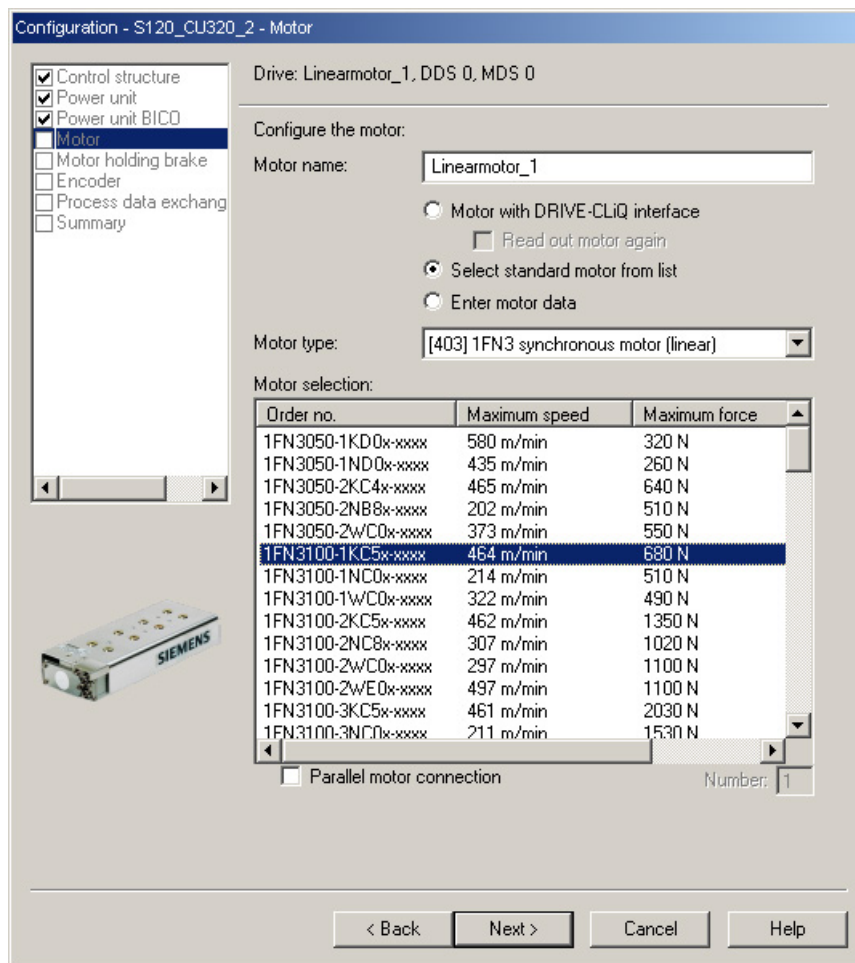 Configuration - S120_CU320_2 - Motor
Control structure
Power unit
Power unit BICO
Motor
Motor holding brake
Encoder
Process data exchang
Summary
Drive: Linearmotor_1, DDS 0, MDS 0
Configure the motor:
Motor name: Linearmotor_1
Motor with DRIVE-CLiQ interface
Read out motor again
Select standard motor from list
Enter motor data
Motor type: [403] 1FN3 synchronous motor (linear)
Motor selection:
Order no. Maximum speed Maximum force
1FN3050-1KD0x-xxxx 580 m/min 320 N
1FN3050-1ND0x-xxxx 435 m/min 260 N
1FN3050-2KC4x-xxxx 465 m/min 640 N
1FN3050-2NB8x-xxxx 202 m/min 510 N
1FN3050-2WC0x-xxxx 373 m/min 550 N
1FN3100-1KC5x-xxxx 464 m/min 680 N
1FN3100-1NC0x-xxxx 214 m/min 510 N
1FN3100-1WC0x-xxxx 322 m/min 490 N
1FN3100-2KC5x-xxxx 462 m/min 1350 N
1FN3100-2NC8x-xxxx 307 m/min 1020 N
1FN3100-2WC0x-xxxx 297 m/min 1100 N
1FN3100-2WE0x-xxxx 497 m/min 1100 N
1FN3100-3KC5x-xxxx 461 m/min 2030 N
1FN3100-3NC0x-xxxx 211 m/min 1530 N
SIEMENS
Parallel motor connection
Number: 1
< Back Next > Cancel Help